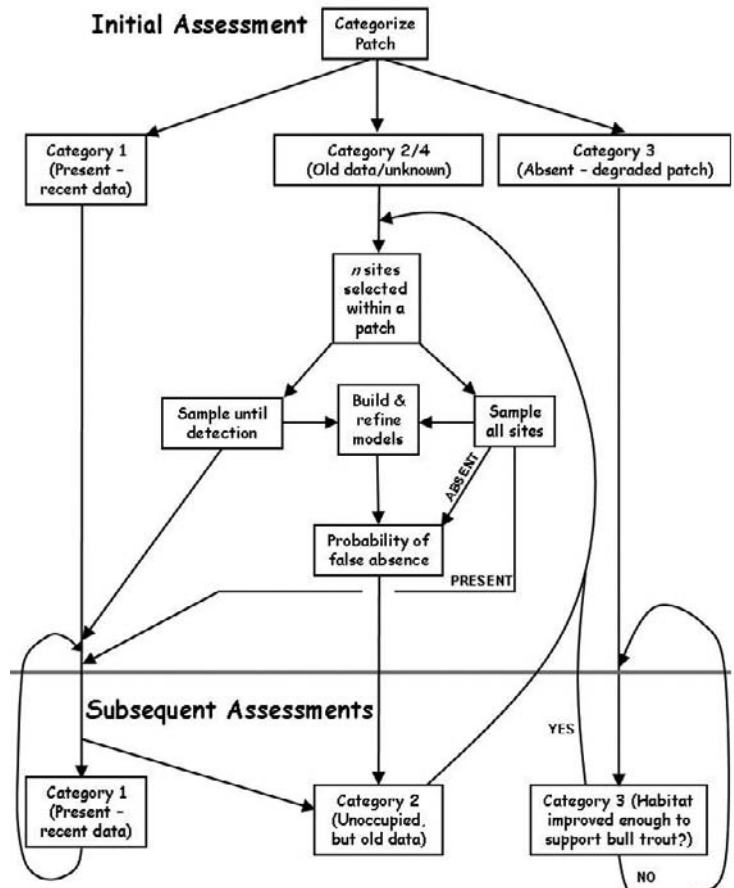 Initial Assessment
Categorize
Patch
Category 1
(Present –
recent data)
Category 2/4
(Old data/unknown)
Category 3
(Absent – degraded patch)
n sites
selected
within a
patch
Sample until
detection
Build &
refine
models
Sample
all sites
ABSENT
Probability of
false absence
PRESENT
Subsequent Assessments
YES
Category 1
(Present –
recent data)
Category 2
(Unoccupied,
but old data)
Category 3 (Habitat
improved enough to
support bull trout?)
NO